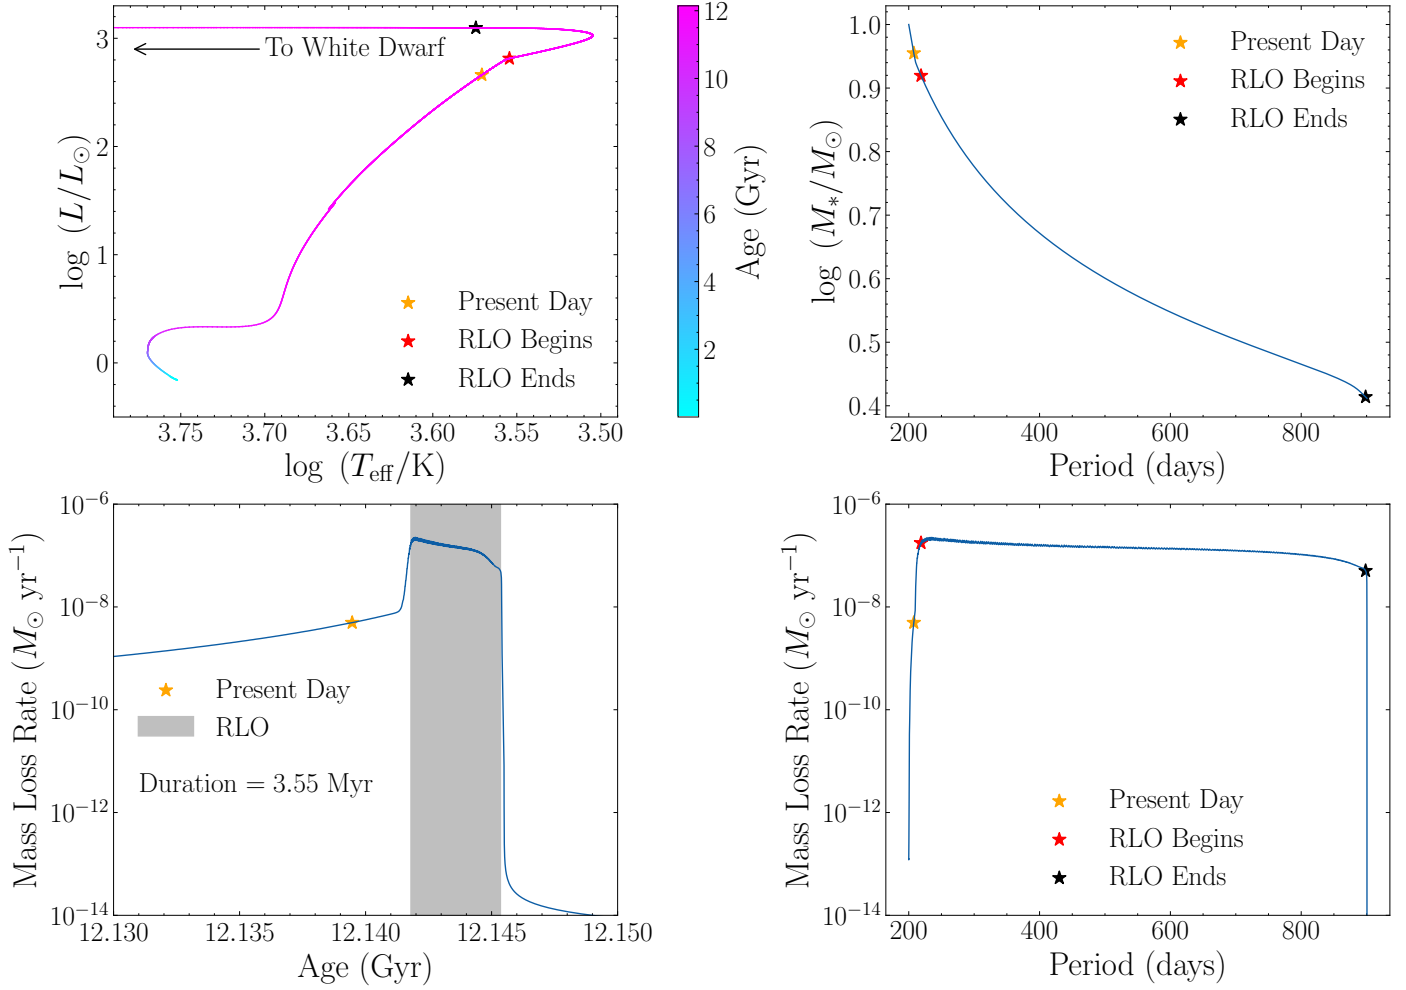 3
2
1
0
log (L/L⊙)
To White Dwarf
Present Day
RLO Begins
RLO Ends
3.75
3.70
3.65
3.60
3.55
3.50
log (T_eff/K)
12
10
8
6
4
2
Age (Gyr)
1.0
0.9
0.8
0.7
0.6
0.5
0.4
log (M_*/M⊙)
Present Day
RLO Begins
RLO Ends
200
400
600
800
Period (days)
10⁻⁶
10⁻⁸
10⁻¹⁰
10⁻¹²
10⁻¹⁴
Mass Loss Rate (M⊙ yr⁻¹)
Present Day
RLO
Duration = 3.55 Myr
12.130
12.135
12.140
12.145
12.150
Age (Gyr)
10⁻⁶
10⁻⁸
10⁻¹⁰
10⁻¹²
10⁻¹⁴
Mass Loss Rate (M⊙ yr⁻¹)
Present Day
RLO Begins
RLO Ends
200
400
600
800
Period (days)